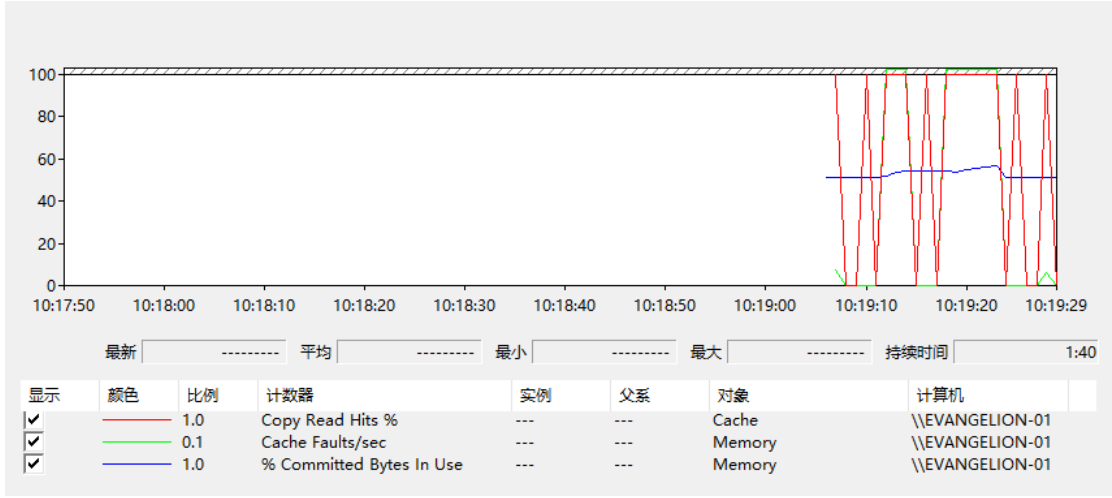 100
80
60
40
20
0
10:17:50 10:18:00 10:18:10 10:18:20 10:18:30 10:18:40 10:18:50 10:19:00 10:19:10 10:19:20 10:19:29
最新 --------- 平均 --------- 最小 --------- 最大 --------- 持续时间 1:40
显示 颜色 比例 计数器 实例 父系 对象 计算机
1.0 Copy Read Hits % --- --- Cache \\EVANGELION-01
0.1 Cache Faults/sec --- --- Memory \\EVANGELION-01
1.0 % Committed Bytes In Use --- --- Memory \\EVANGELION-01